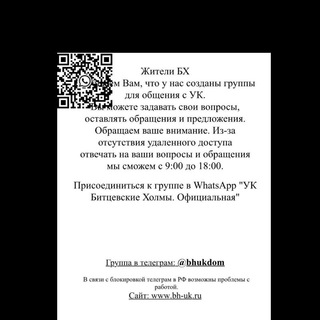 Жители БХ
Вам, что у нас созданы группы
для общения с УК.
можете задавать свои вопросы,
оставлять обращения и предложения.
Обращаем ваше внимание. Из-за
отсутствия удаленного доступа
отвечать на ваши вопросы и обращения
мы сможем с 9:00 до 18:00.
Присоединиться к группе в WhatsApp "УК
Битцевские Холмы. Официальная"
Группа в телеграм: @bhukdom
В связи с блокировкой телеграм в РФ возможны проблемы с
работой.
Сайт: www.bh-uk.ru